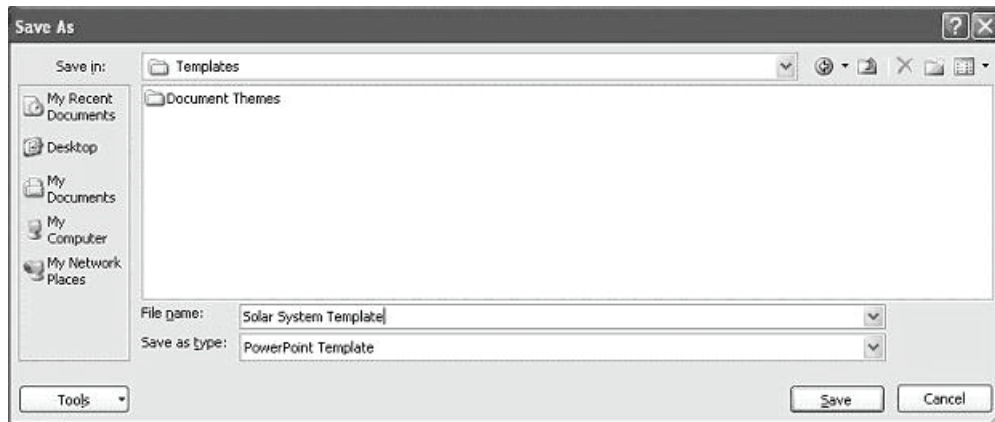 Save As
Save in:
Templates
My Recent
Documents
Desktop
My
Documents
My
Computer
My Network
Places
Document Themes
File name:
Solar System Template
Save as type:
PowerPoint Template
Tools
Save
Cancel